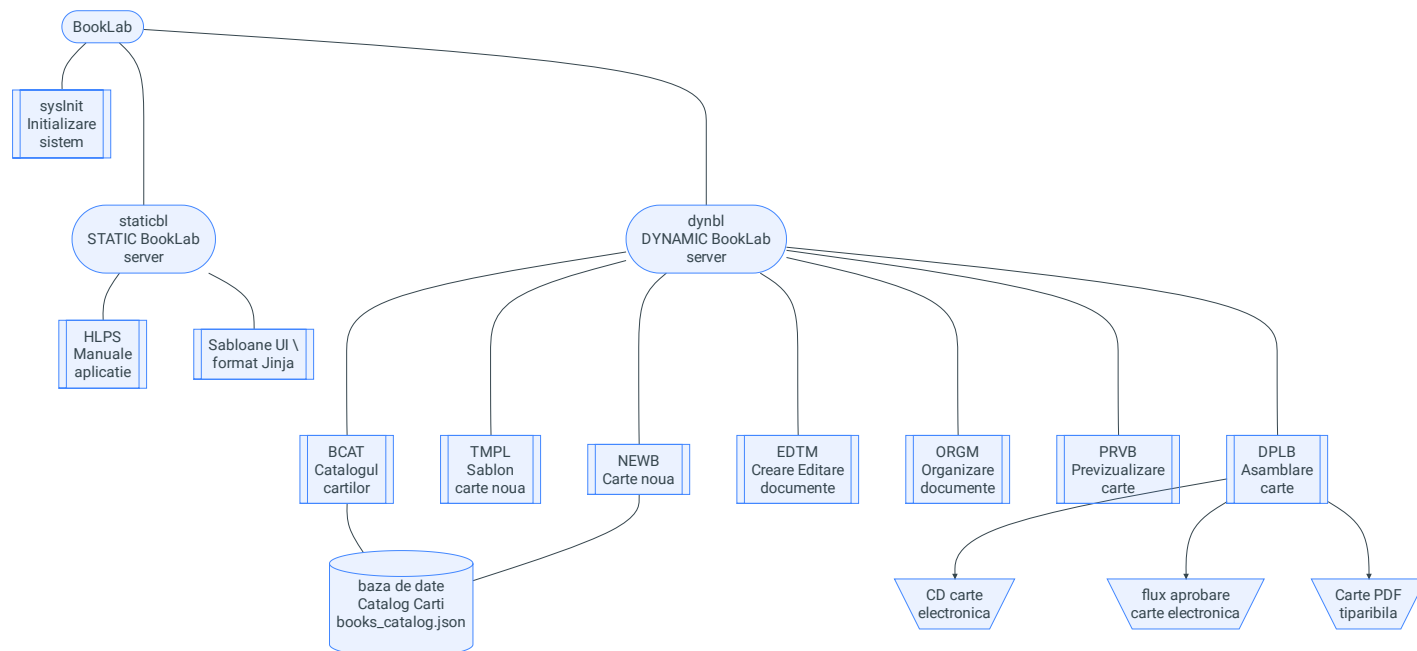 BookLab
sysInit
Initializare
sistem
staticbl
STATIC BookLab
server
dynbl
DYNAMIC BookLab
server
HLPS
Manuale
aplicatie
Sabloane UI \
format Jinja
BCAT
Catalogul
cartilor
TMPL
Sablon
carte noua
NEWB
Carte noua
EDTM
Creare Editare
documente
ORGM
Organizare
documente
PRVB
Previzualizare
carte
DPLB
Asamblare
carte
baza de date
Catalog Carti
books_catalog.json
CD carte
electronica
flux aprobare
carte electronica
Carte PDF
tiparibila